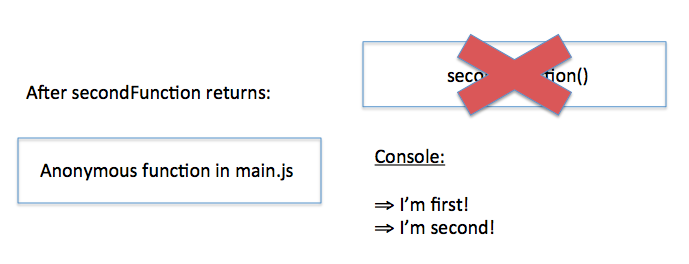 After secondFunction returns:
Anonymous function in main.js
Console:
⇒ I’m first!
⇒ I’m second!